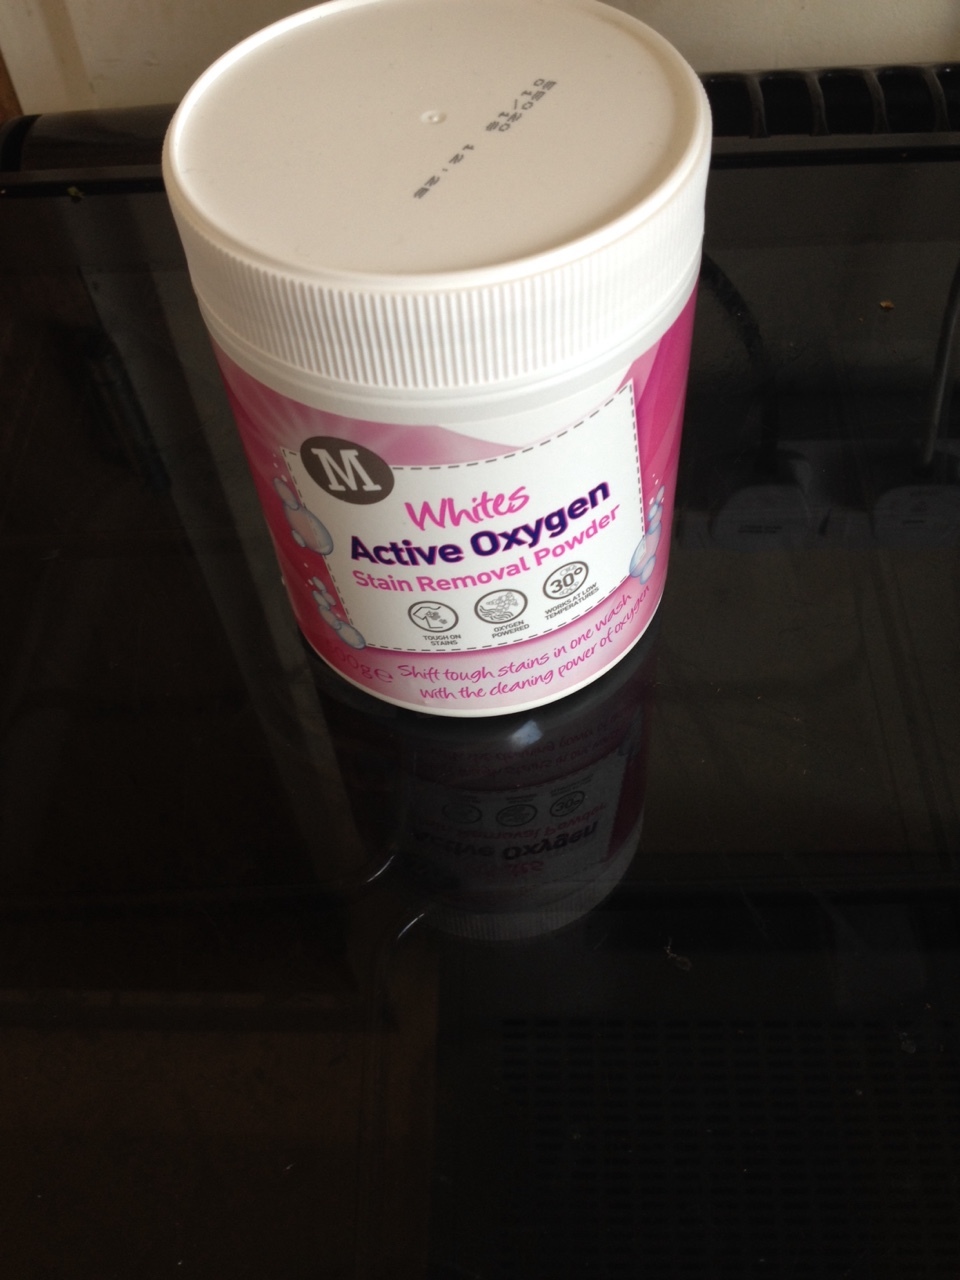 M
Whites
Active Oxygen
Stain Removal Powder
30°
TOUGH ON
STAINS
OXYGEN
POWERED
WORKS AT LOW
TEMPERATURES
Shift tough stains in one wash
with the cleaning power of oxygen